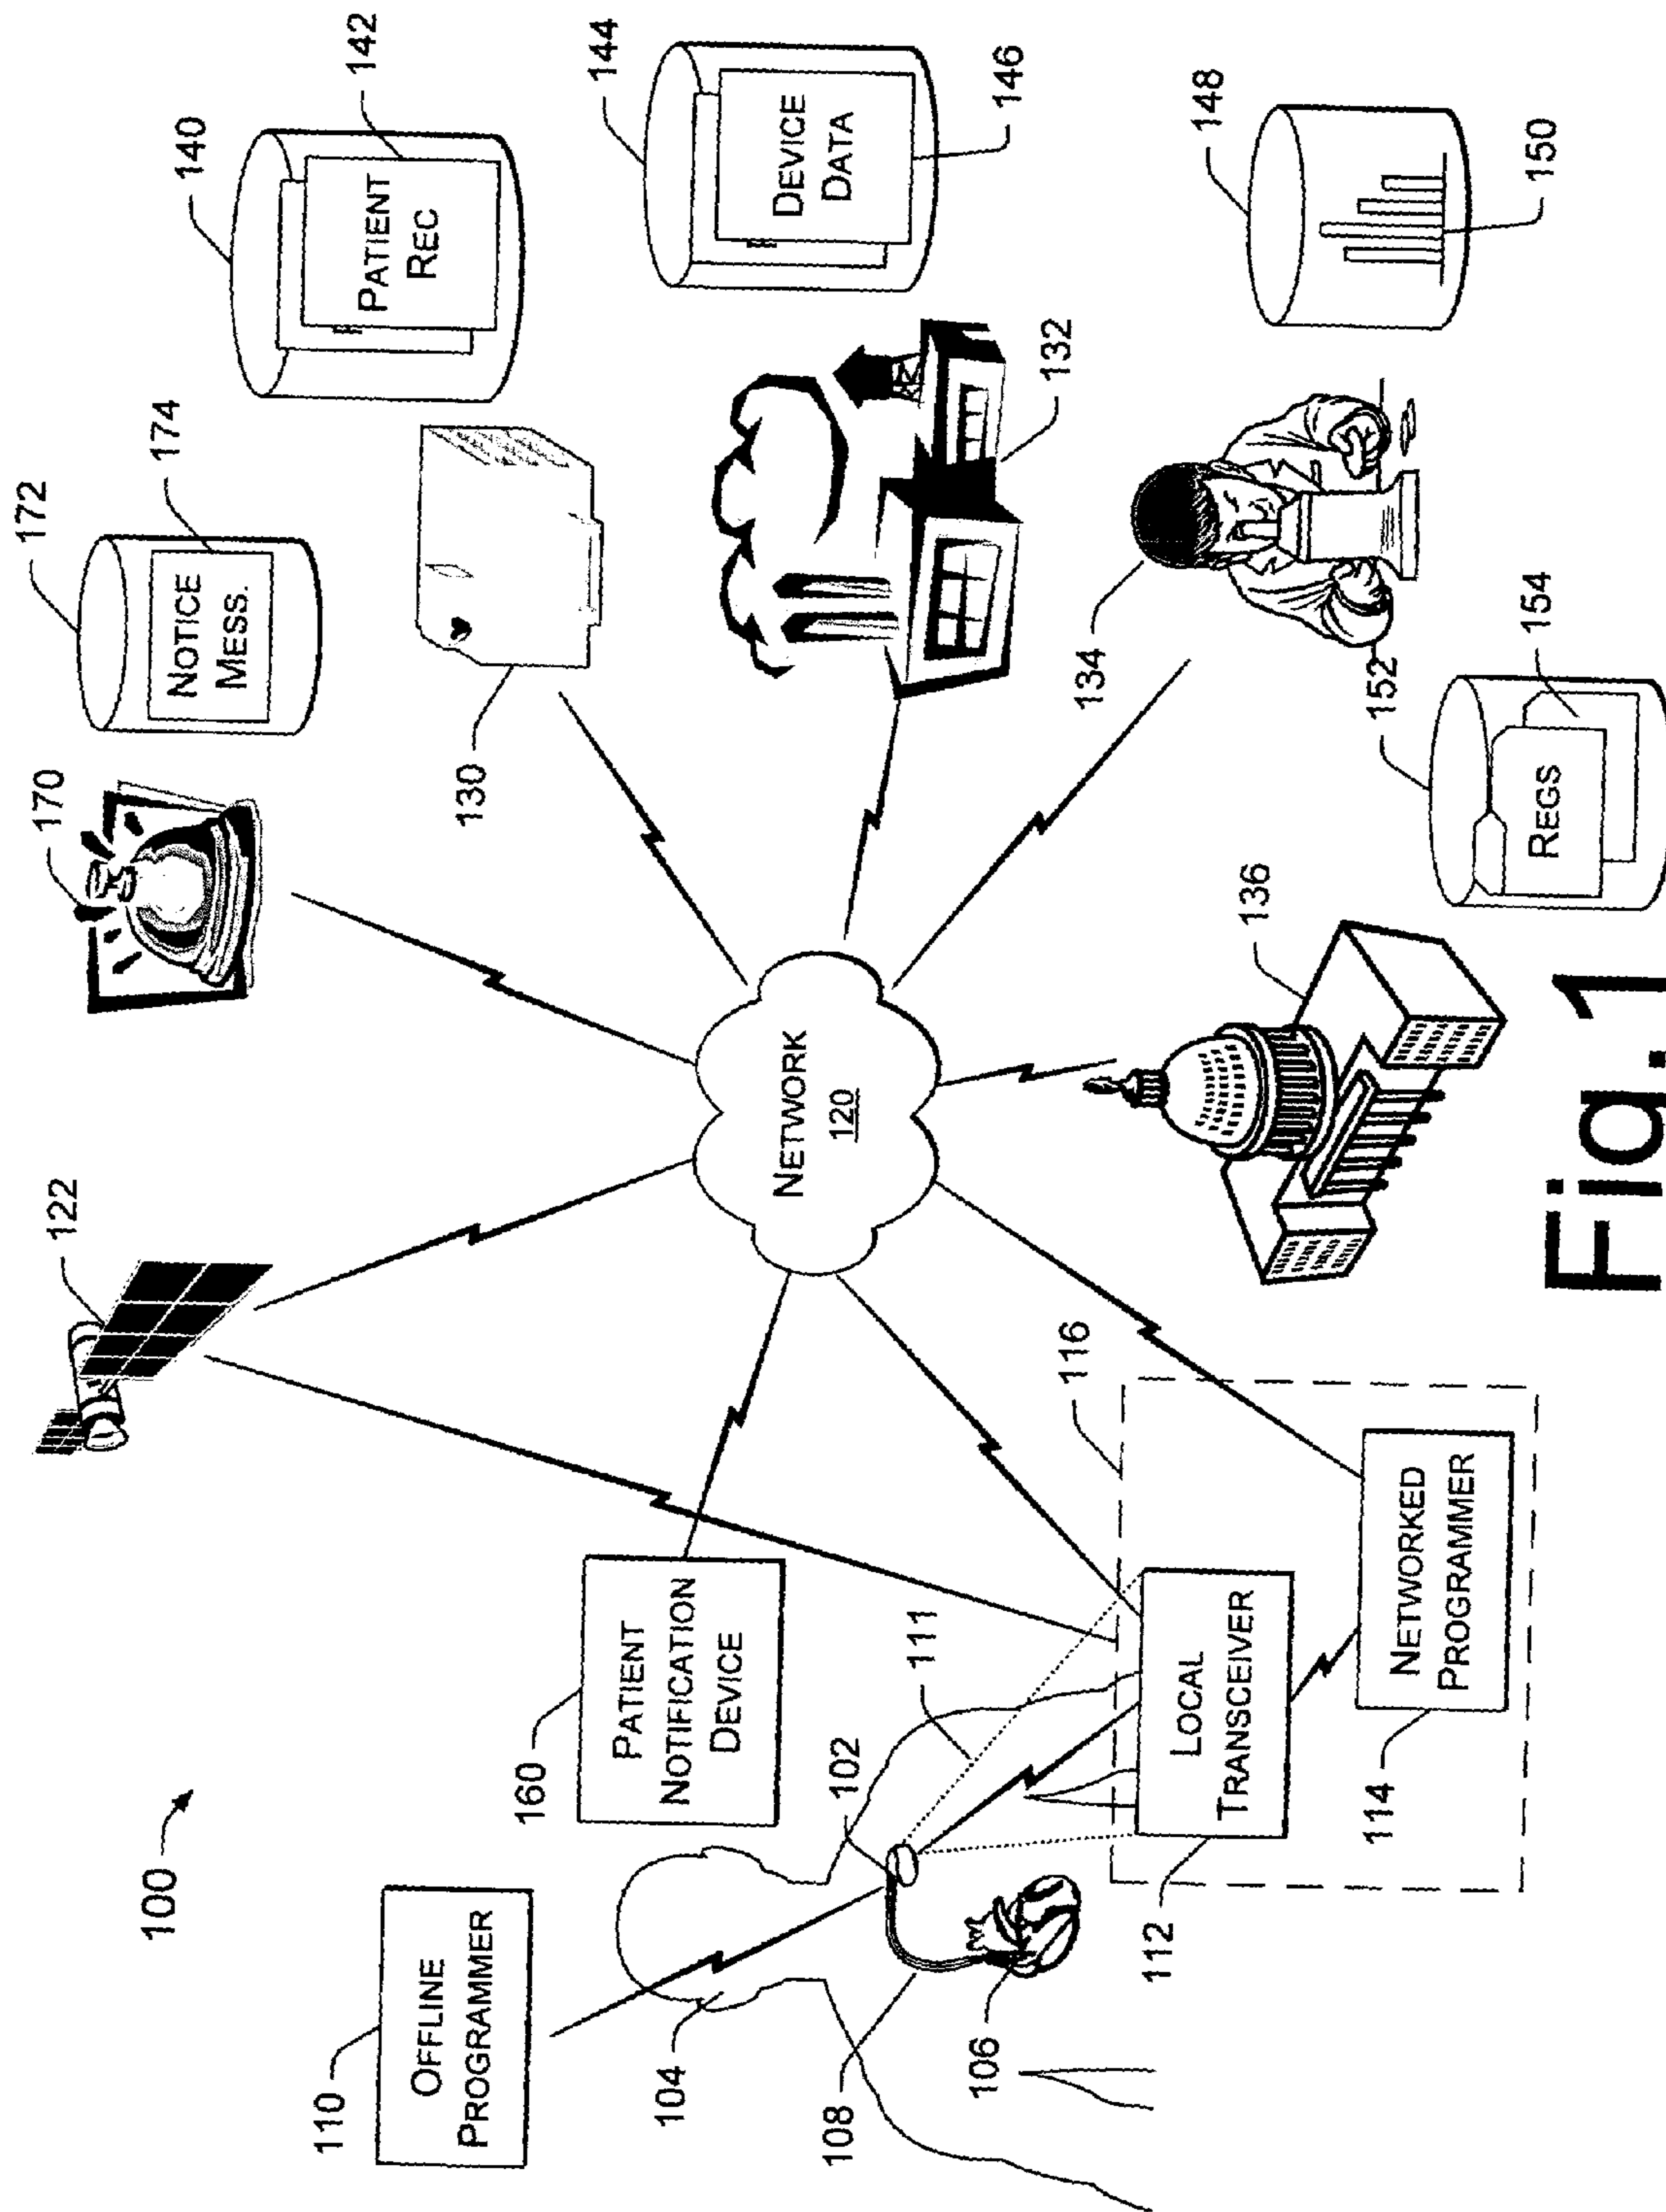 100
110
OFFLINE
PROGRAMMER
104
108
106
102
160
PATIENT
NOTIFICATION
DEVICE
111
112
LOCAL
TRANSCEIVER
114
NETWORKED
PROGRAMMER
116
122
NETWORK
120
170
172
NOTICE
MESS.
174
130
140
PATIENT
REC
142
132
144
DEVICE
DATA
146
134
148
150
136
152
REGS
154
Fig. 1